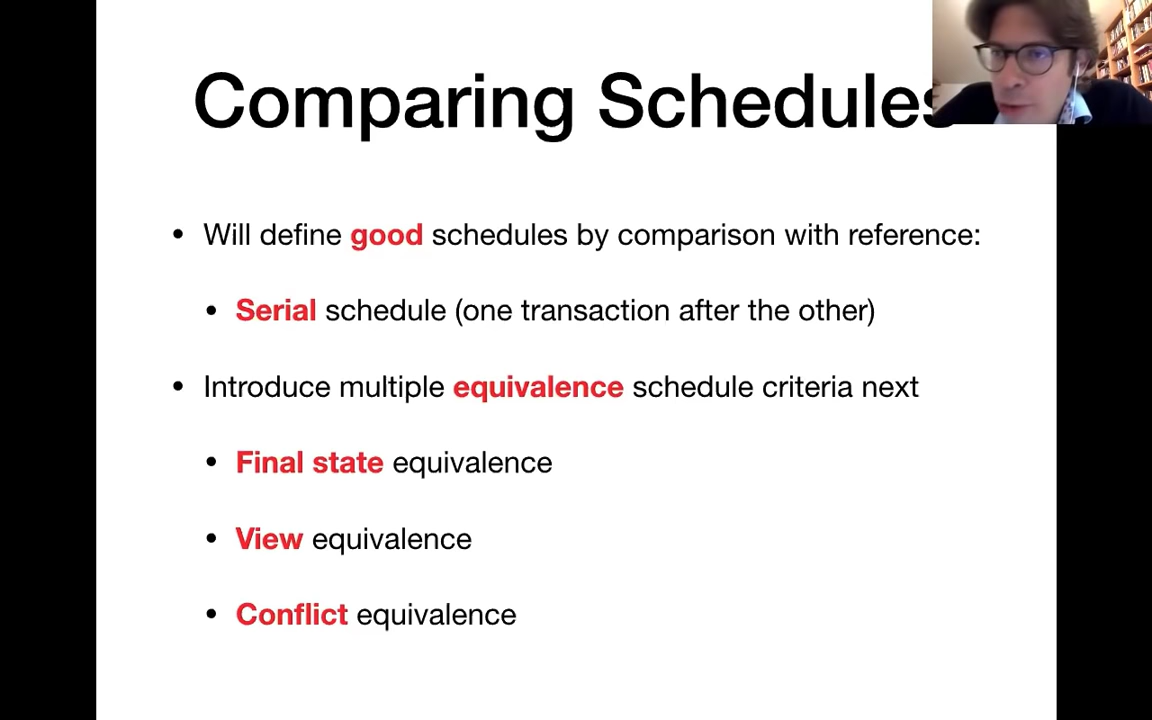 Comparing Schedules
• Will define good schedules by comparison with reference:
• Serial schedule (one transaction after the other)
• Introduce multiple equivalence schedule criteria next
• Final state equivalence
• View equivalence
• Conflict equivalence